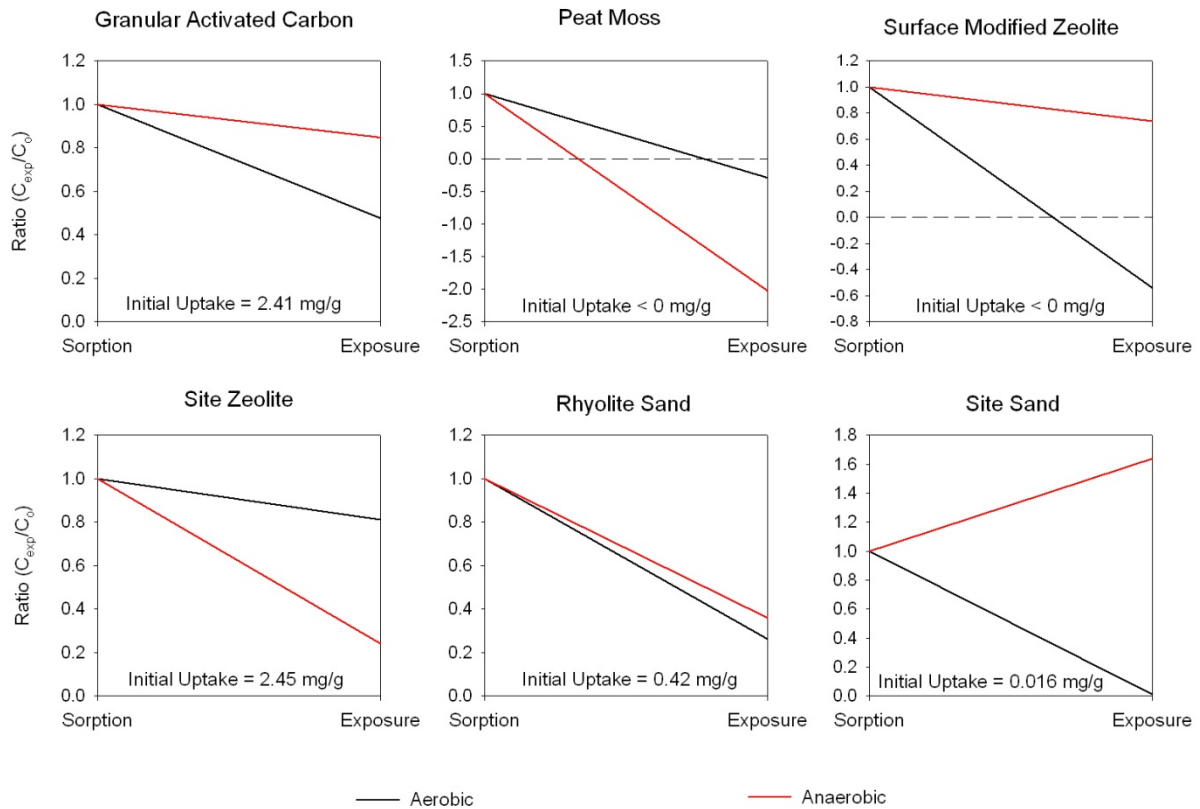 Granular Activated Carbon
Peat Moss
Surface Modified Zeolite
Ratio (Cexp/Co)
1.2
1.0
0.8
0.6
0.4
0.2
0.0
Initial Uptake = 2.41 mg/g
Sorption
Exposure
1.5
1.0
0.5
0.0
-0.5
-1.0
-1.5
-2.0
-2.5
Initial Uptake < 0 mg/g
Sorption
Exposure
1.2
1.0
0.8
0.6
0.4
0.2
0.0
-0.2
-0.4
-0.6
-0.8
Initial Uptake < 0 mg/g
Sorption
Exposure
Site Zeolite
Rhyolite Sand
Site Sand
Ratio (Cexp/Co)
1.2
1.0
0.8
0.6
0.4
0.2
0.0
Initial Uptake = 2.45 mg/g
Sorption
Exposure
1.2
1.0
0.8
0.6
0.4
0.2
0.0
Initial Uptake = 0.42 mg/g
Sorption
Exposure
1.8
1.6
1.4
1.2
1.0
0.8
0.6
0.4
0.2
0.0
Initial Uptake = 0.016 mg/g
Sorption
Exposure
Aerobic
Anaerobic